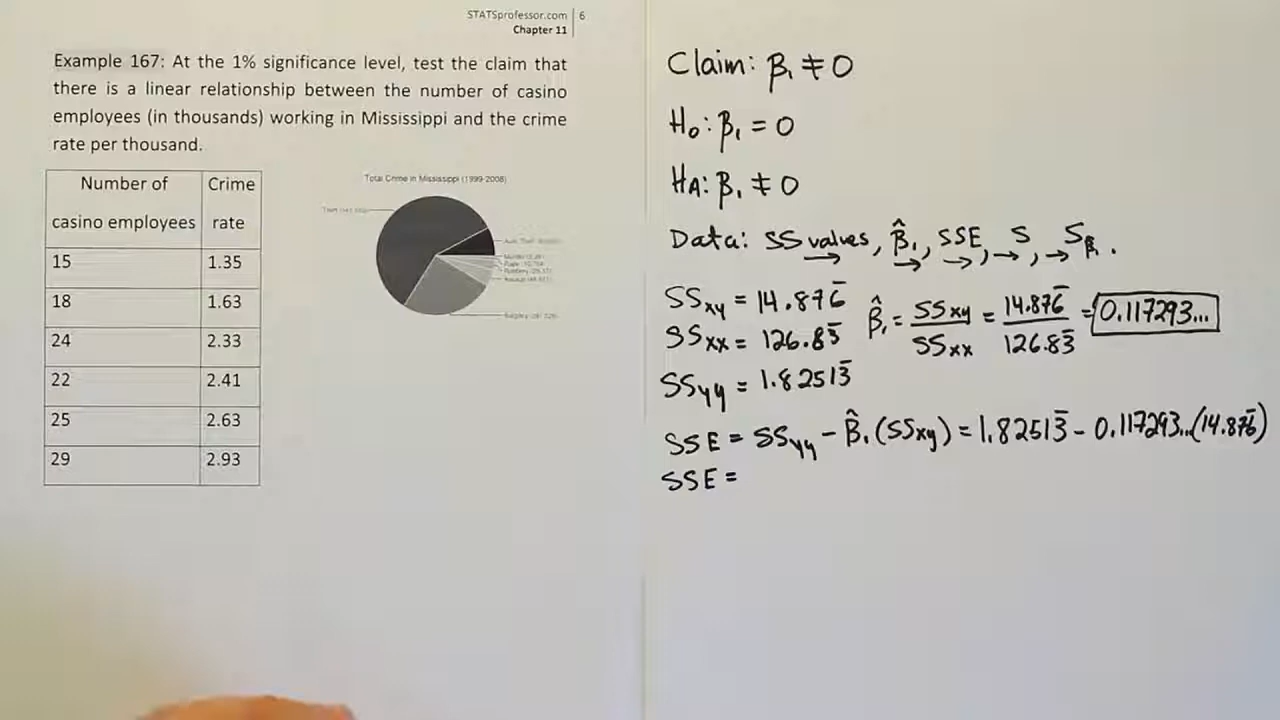 STATSprofessor.com | 6
Chapter 11
Example 167: At the 1% significance level, test the claim that
there is a linear relationship between the number of casino
employees (in thousands) working in Mississippi and the crime
rate per thousand.
Number of casino employees Crime rate
15 1.35
18 1.63
24 2.33
22 2.41
25 2.63
29 2.93
Total Crime in Mississippi (1999-2008)
Claim: β₁ ≠ 0
H₀: β₁ = 0
HA: β₁ ≠ 0
Data: SS values, β̂₁, SSE, S, Sβ̂₁.
SSxy = 14.876̅
SSxx = 126.83̅
SSyy = 1.82513̅
β̂₁ = SSxy / SSxx = 14.876̅ / 126.83̅ = 0.117293...
SSE = SSyy - β̂₁(SSxy) = 1.82513̅ - 0.117293...(14.876̅)
SSE =